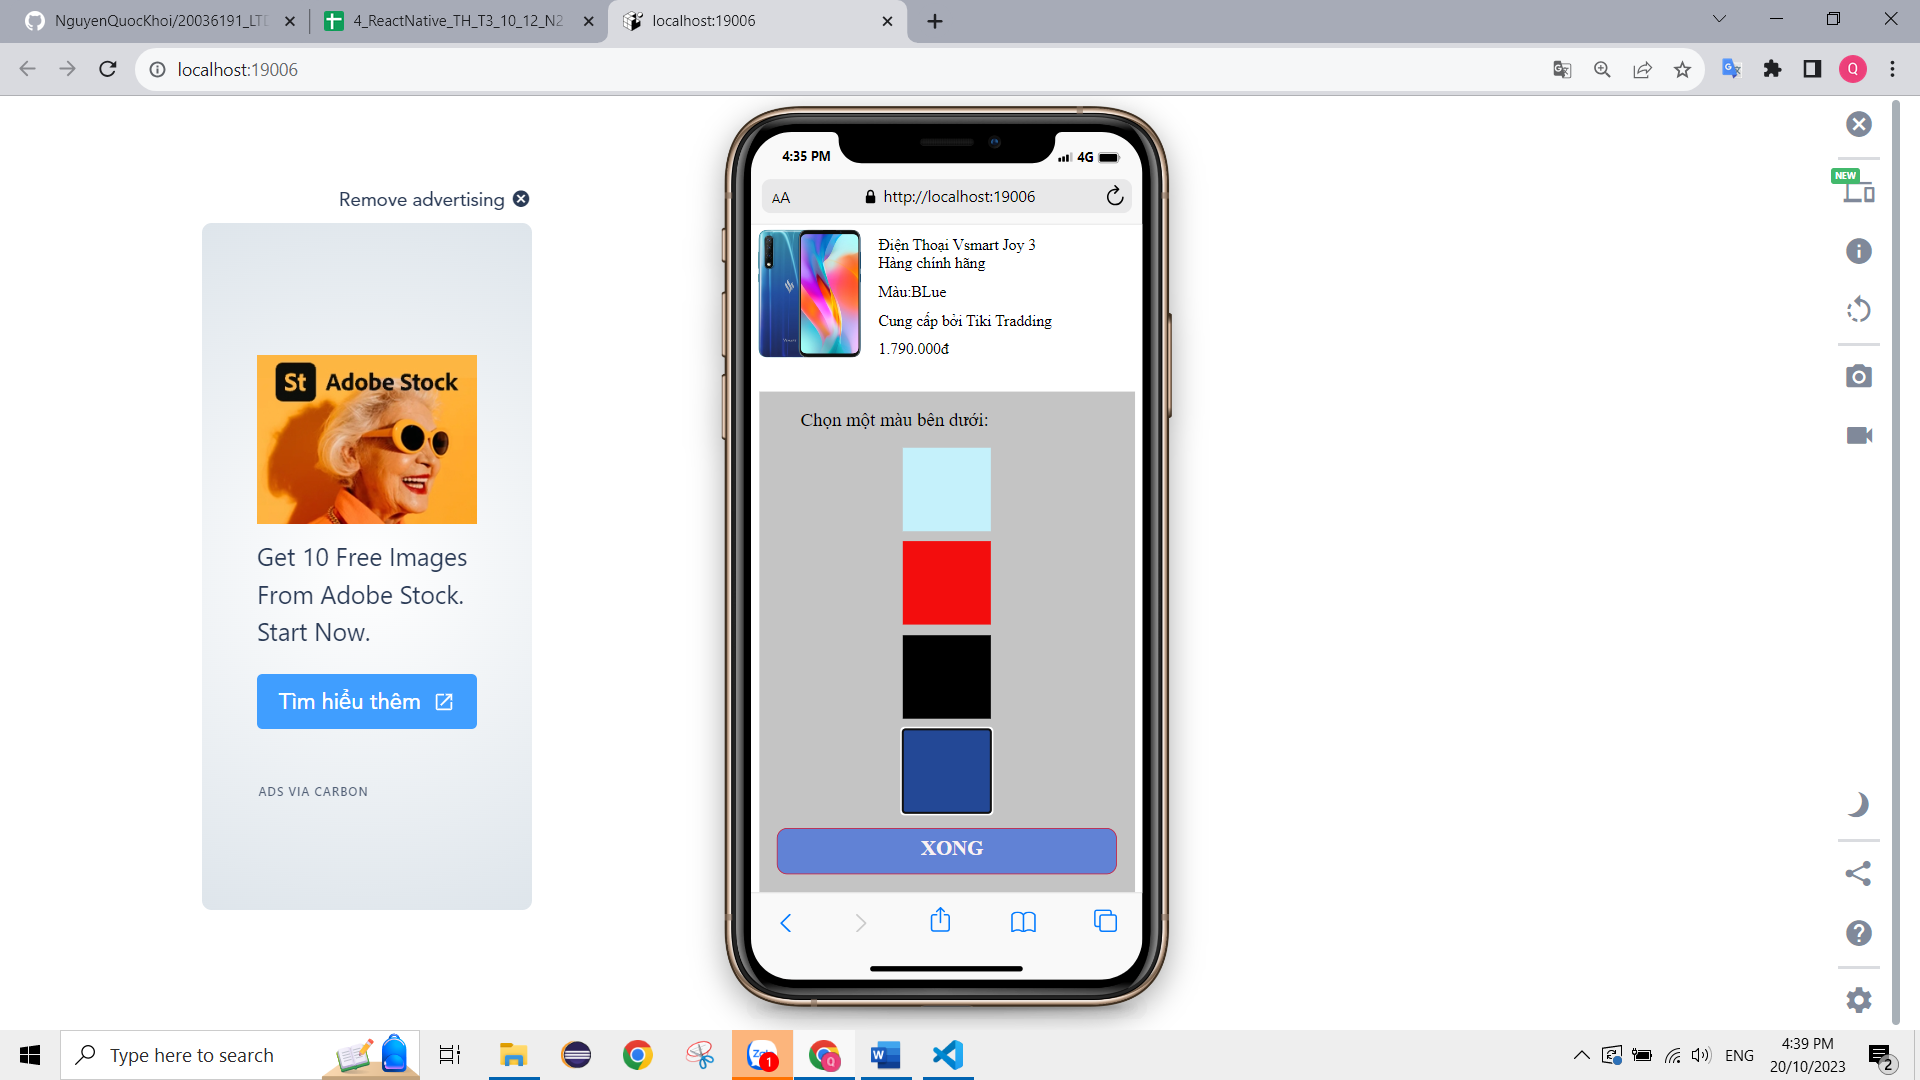 NguyenQuocKhoi/20036191_LTD
4_ReactNative_TH_T3_10_12_N2
localhost:19006
localhost:19006
Q
Remove advertising
St Adobe Stock
Get 10 Free Images
From Adobe Stock.
Start Now.
Tìm hiểu thêm
ADS VIA CARBON
4:35 PM
4G
AA
http://localhost:19006
Điện Thoại Vsmart Joy 3
Hàng chính hãng
Màu:BLue
Cung cấp bởi Tiki Tradding
1.790.000đ
Chọn một màu bên dưới:
XONG
NEW
Type here to search
1
Q
W
ENG
4:39 PM
20/10/2023
2